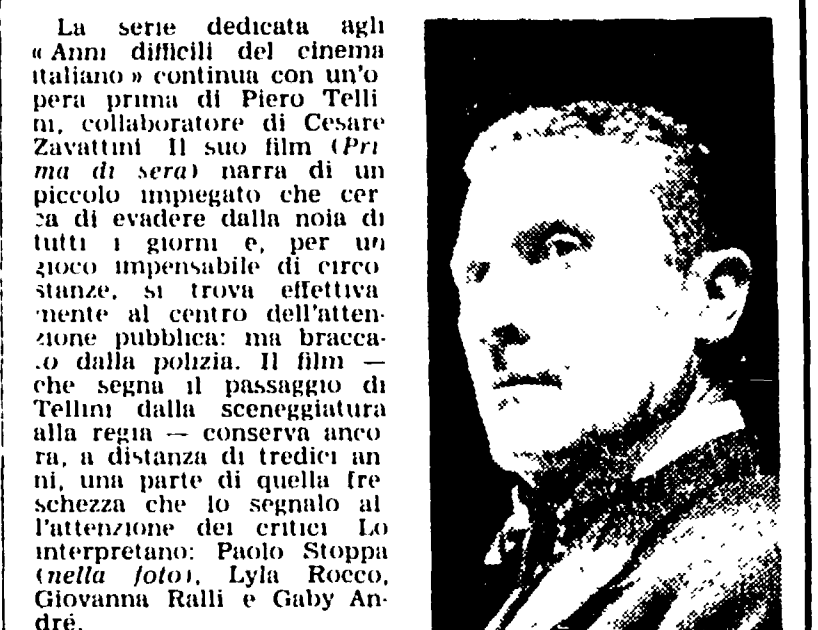 La serie dedicata agli
« Anni difficili del cinema
italiano » continua con un'o
pera prima di Piero Telli
ni, collaboratore di Cesare
Zavattini Il suo film (Pri
ma di sera) narra di un
piccolo impiegato che cer
ca di evadere dalla noia di
tutti i giorni e, per un
gioco impensabile di circo
stanze, si trova effettiva
mente al centro dell'atten-
zione pubblica: ma bracca-
to dalla polizia. Il film —
che segna il passaggio di
Tellini dalla sceneggiatura
alla regia — conserva anco
ra, a distanza di tredici an
ni, una parte di quella fre
schezza che lo segnalo al
l'attenzione dei critici Lo
interpretano: Paolo Stoppa
(nella foto), Lyla Rocco,
Giovanna Ralli e Gaby An-
dré.